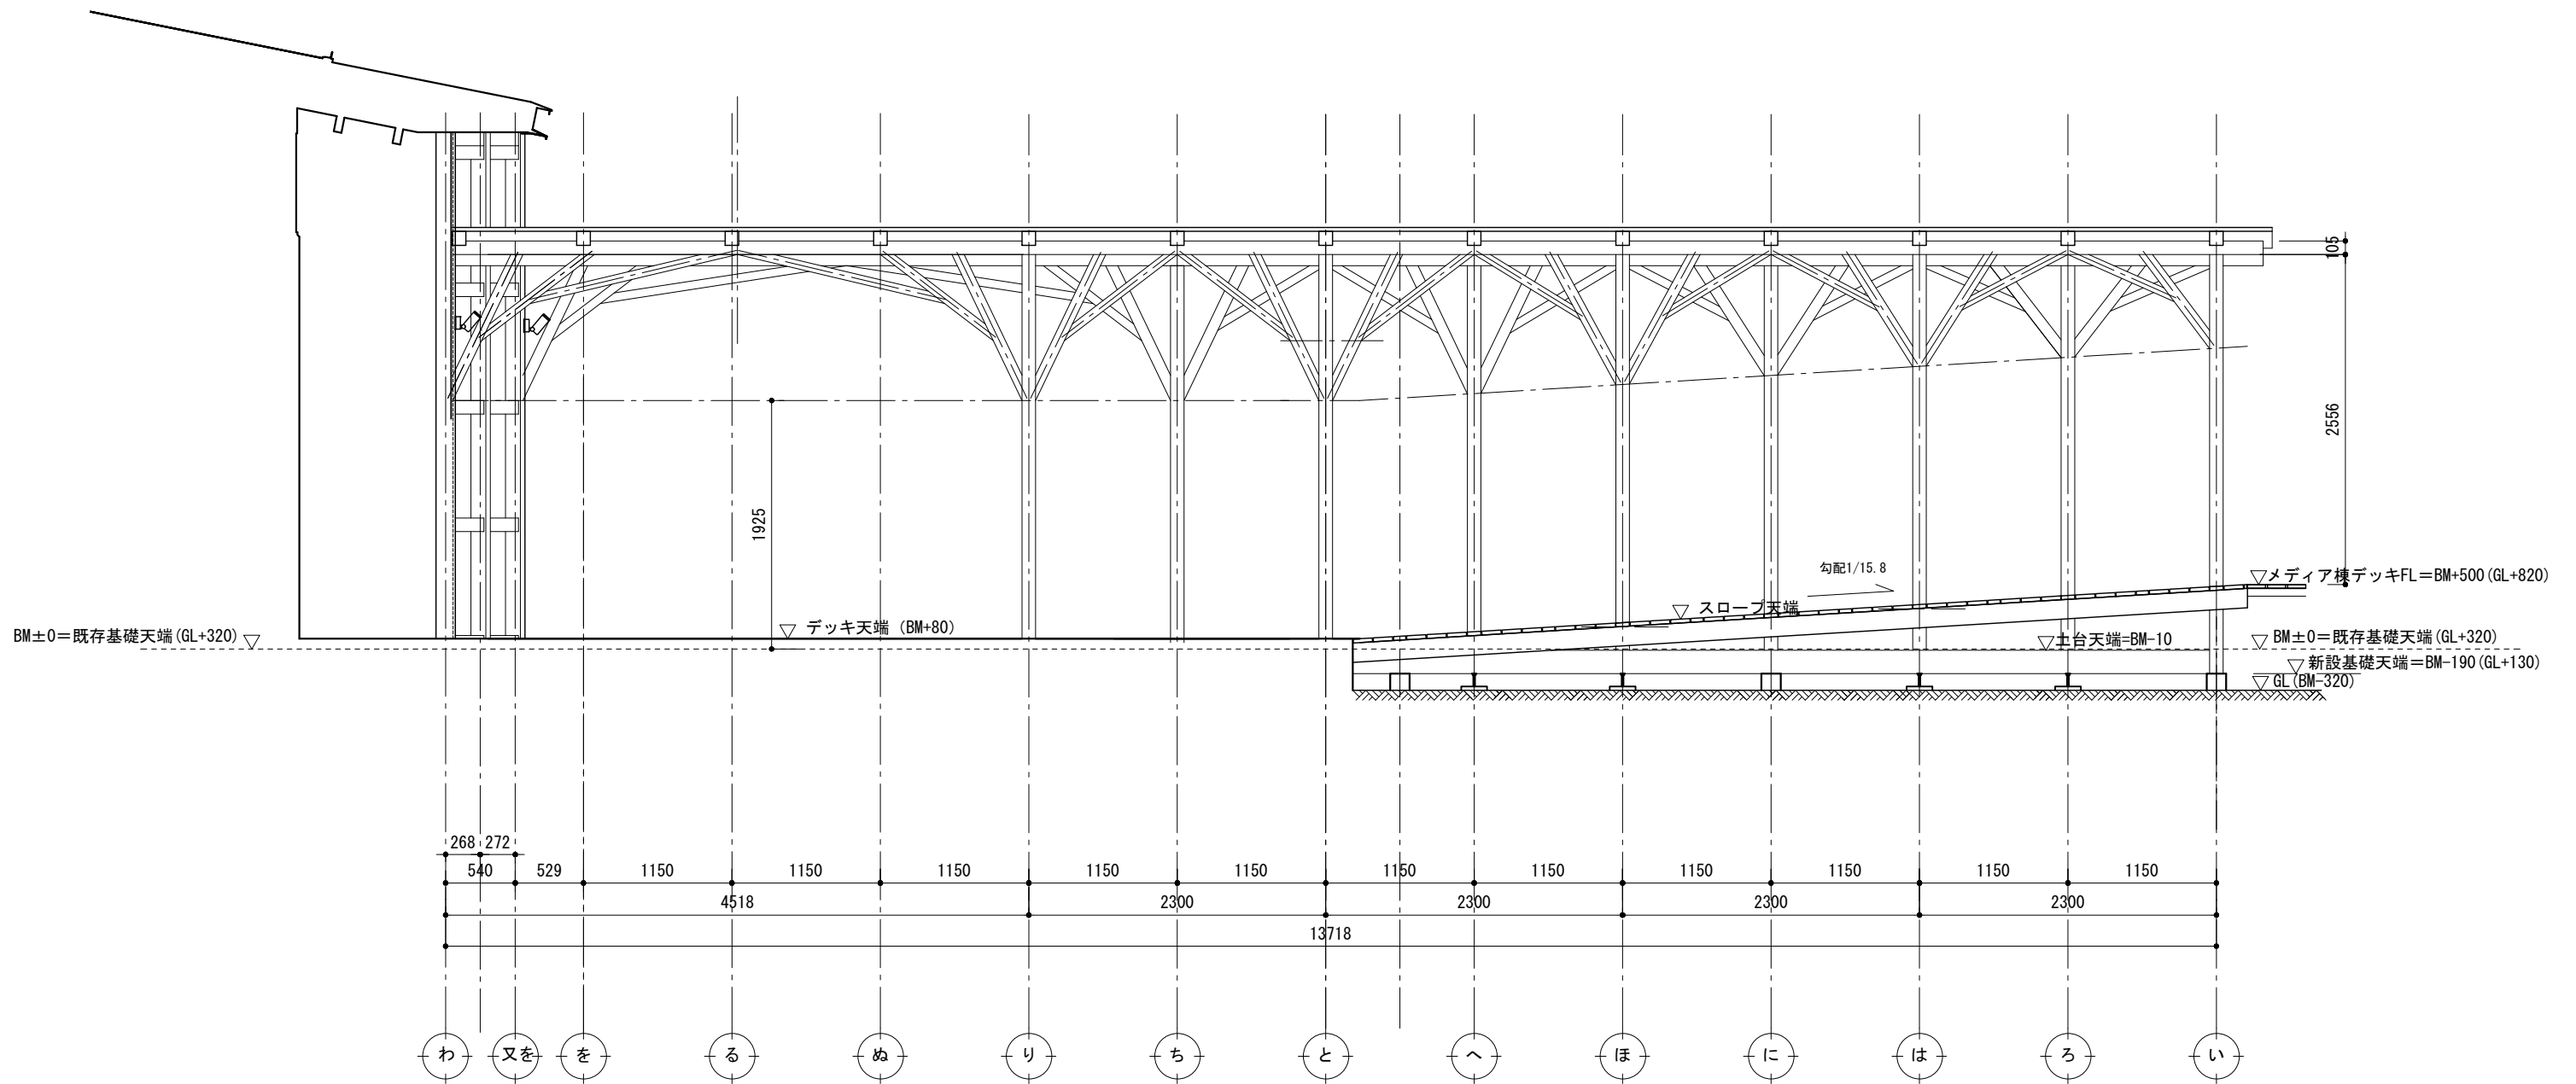 105
2556
1925
勾配1/15.8
メディア棟デッキFL＝BM+500(GL+820)
スロープ天端
デッキ天端 (BM+80)
BM±0＝既存基礎天端(GL+320)
土台天端=BM-10
BM±0＝既存基礎天端(GL+320)
新設基礎天端＝BM-190(GL+130)
GL(BM-320)
268 272
540 529 1150 1150 1150 1150 1150 1150 1150 1150 1150 1150 1150
4518 2300 2300 2300 2300
13718
わ 又を を る ぬ り ち と へ ほ に は ろ い